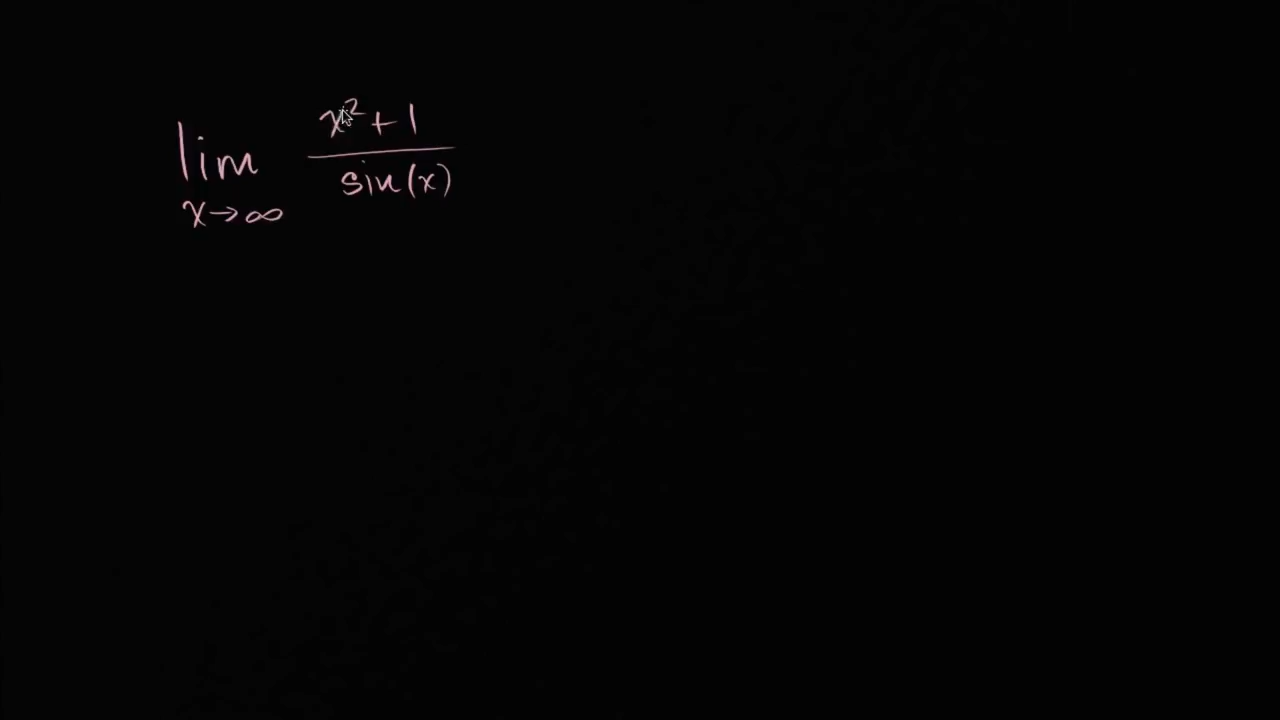 lim x→∞ x²+1 / sin(x)